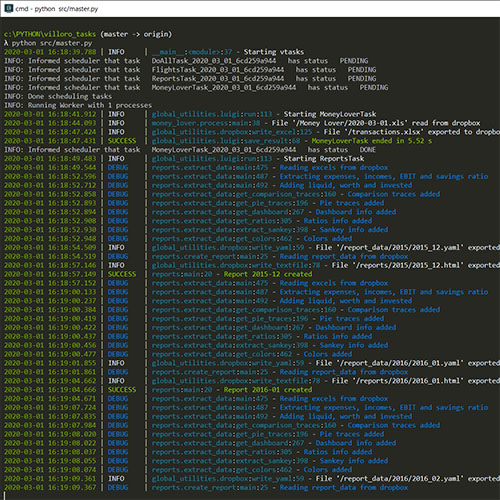 cmd - python
c:\PYTHON\villoro_tasks (master -> origin)
λ python src/master.py
2020-03-01 16:18:39.788 | INFO | __main__:<module>:37 - Starting vtasks
INFO: Informed scheduler that task DoAllTask_2020_03_01_6cd259a944 has status PENDING
INFO: Informed scheduler that task FlightsTask_2020_03_01_6cd259a944 has status PENDING
INFO: Informed scheduler that task ReportsTask_2020_03_01_6cd259a944 has status PENDING
INFO: Informed scheduler that task MoneyLoverTask_2020_03_01_6cd259a944 has status PENDING
INFO: Done scheduling tasks
INFO: Running Worker with 1 processes
2020-03-01 16:18:41.912 | INFO | global_utilities.luigi:run:113 - Starting MoneyLoverTask
2020-03-01 16:18:44.093 | INFO | money_lover.process:main:38 - File '/Money Lover/2020-03-01.xls' read from dropbox
2020-03-01 16:18:47.424 | INFO | global_utilities.dropbox:write_excel:125 - File '/transactions.xlsx' exported to dropbo
2020-03-01 16:18:47.431 | SUCCESS | global_utilities.luigi:save_result:68 - MoneyLoverTask ended in 5.52 s
INFO: Informed scheduler that task MoneyLoverTask_2020_03_01_6cd259a944 has status DONE
2020-03-01 16:18:49.483 | INFO | global_utilities.luigi:run:113 - Starting ReportsTask
2020-03-01 16:18:49.544 | DEBUG | reports.extract_data:main:475 - Reading excels from dropbox
2020-03-01 16:18:52.596 | DEBUG | reports.extract_data:main:487 - Extracting expenses, incomes, EBIT and savings ratio
2020-03-01 16:18:52.712 | DEBUG | reports.extract_data:main:492 - Adding liquid, worth and invested
2020-03-01 16:18:52.858 | DEBUG | reports.extract_data:get_comparison_traces:160 - Comparison traces added
2020-03-01 16:18:52.893 | DEBUG | reports.extract_data:get_pie_traces:196 - Pie traces added
2020-03-01 16:18:52.894 | DEBUG | reports.extract_data:get_dashboard:267 - Dashboard info added
2020-03-01 16:18:52.908 | DEBUG | reports.extract_data:get_ratios:305 - Ratios info added
2020-03-01 16:18:52.930 | DEBUG | reports.extract_data:extract_sankey:398 - Sankey info added
2020-03-01 16:18:52.948 | DEBUG | reports.extract_data:get_colors:462 - Colors added
2020-03-01 16:18:54.509 | INFO | global_utilities.dropbox:write_yaml:59 - File '/report_data/2015/2015_12.yaml' exported
2020-03-01 16:18:54.519 | DEBUG | reports.create_report:main:25 - Reading report_data from dropbox
2020-03-01 16:18:57.146 | INFO | global_utilities.dropbox:write_textfile:78 - File '/reports/2015/2015_12.html' exported
2020-03-01 16:18:57.149 | SUCCESS | reports:main:20 - Report 2015-12 created
2020-03-01 16:18:57.152 | DEBUG | reports.extract_data:main:475 - Reading excels from dropbox
2020-03-01 16:19:00.133 | DEBUG | reports.extract_data:main:487 - Extracting expenses, incomes, EBIT and savings ratio
2020-03-01 16:19:00.237 | DEBUG | reports.extract_data:main:492 - Adding liquid, worth and invested
2020-03-01 16:19:00.384 | DEBUG | reports.extract_data:get_comparison_traces:160 - Comparison traces added
2020-03-01 16:19:00.419 | DEBUG | reports.extract_data:get_pie_traces:196 - Pie traces added
2020-03-01 16:19:00.422 | DEBUG | reports.extract_data:get_dashboard:267 - Dashboard info added
2020-03-01 16:19:00.437 | DEBUG | reports.extract_data:get_ratios:305 - Ratios info added
2020-03-01 16:19:00.456 | DEBUG | reports.extract_data:extract_sankey:398 - Sankey info added
2020-03-01 16:19:00.477 | DEBUG | reports.extract_data:get_colors:462 - Colors added
2020-03-01 16:19:01.855 | INFO | global_utilities.dropbox:write_yaml:59 - File '/report_data/2016/2016_01.yaml' exported
2020-03-01 16:19:01.861 | DEBUG | reports.create_report:main:25 - Reading report_data from dropbox
2020-03-01 16:19:04.662 | INFO | global_utilities.dropbox:write_textfile:78 - File '/reports/2016/2016_01.html' exported
2020-03-01 16:19:04.666 | SUCCESS | reports:main:20 - Report 2016-01 created
2020-03-01 16:19:04.671 | DEBUG | reports.extract_data:main:475 - Reading excels from dropbox
2020-03-01 16:19:07.724 | DEBUG | reports.extract_data:main:487 - Extracting expenses, incomes, EBIT and savings ratio
2020-03-01 16:19:07.835 | DEBUG | reports.extract_data:main:492 - Adding liquid, worth and invested
2020-03-01 16:19:07.984 | DEBUG | reports.extract_data:get_comparison_traces:160 - Comparison traces added
2020-03-01 16:19:08.020 | DEBUG | reports.extract_data:get_pie_traces:196 - Pie traces added
2020-03-01 16:19:08.022 | DEBUG | reports.extract_data:get_dashboard:267 - Dashboard info added
2020-03-01 16:19:08.027 | DEBUG | reports.extract_data:get_ratios:305 - Ratios info added
2020-03-01 16:19:08.055 | DEBUG | reports.extract_data:extract_sankey:398 - Sankey info added
2020-03-01 16:19:08.074 | DEBUG | reports.extract_data:get_colors:462 - Colors added
2020-03-01 16:19:09.361 | INFO | global_utilities.dropbox:write_yaml:59 - File '/report_data/2016/2016_02.yaml' exported
2020-03-01 16:19:09.367 | DEBUG | reports.create_report:main:25 - Reading report_data from dropbox